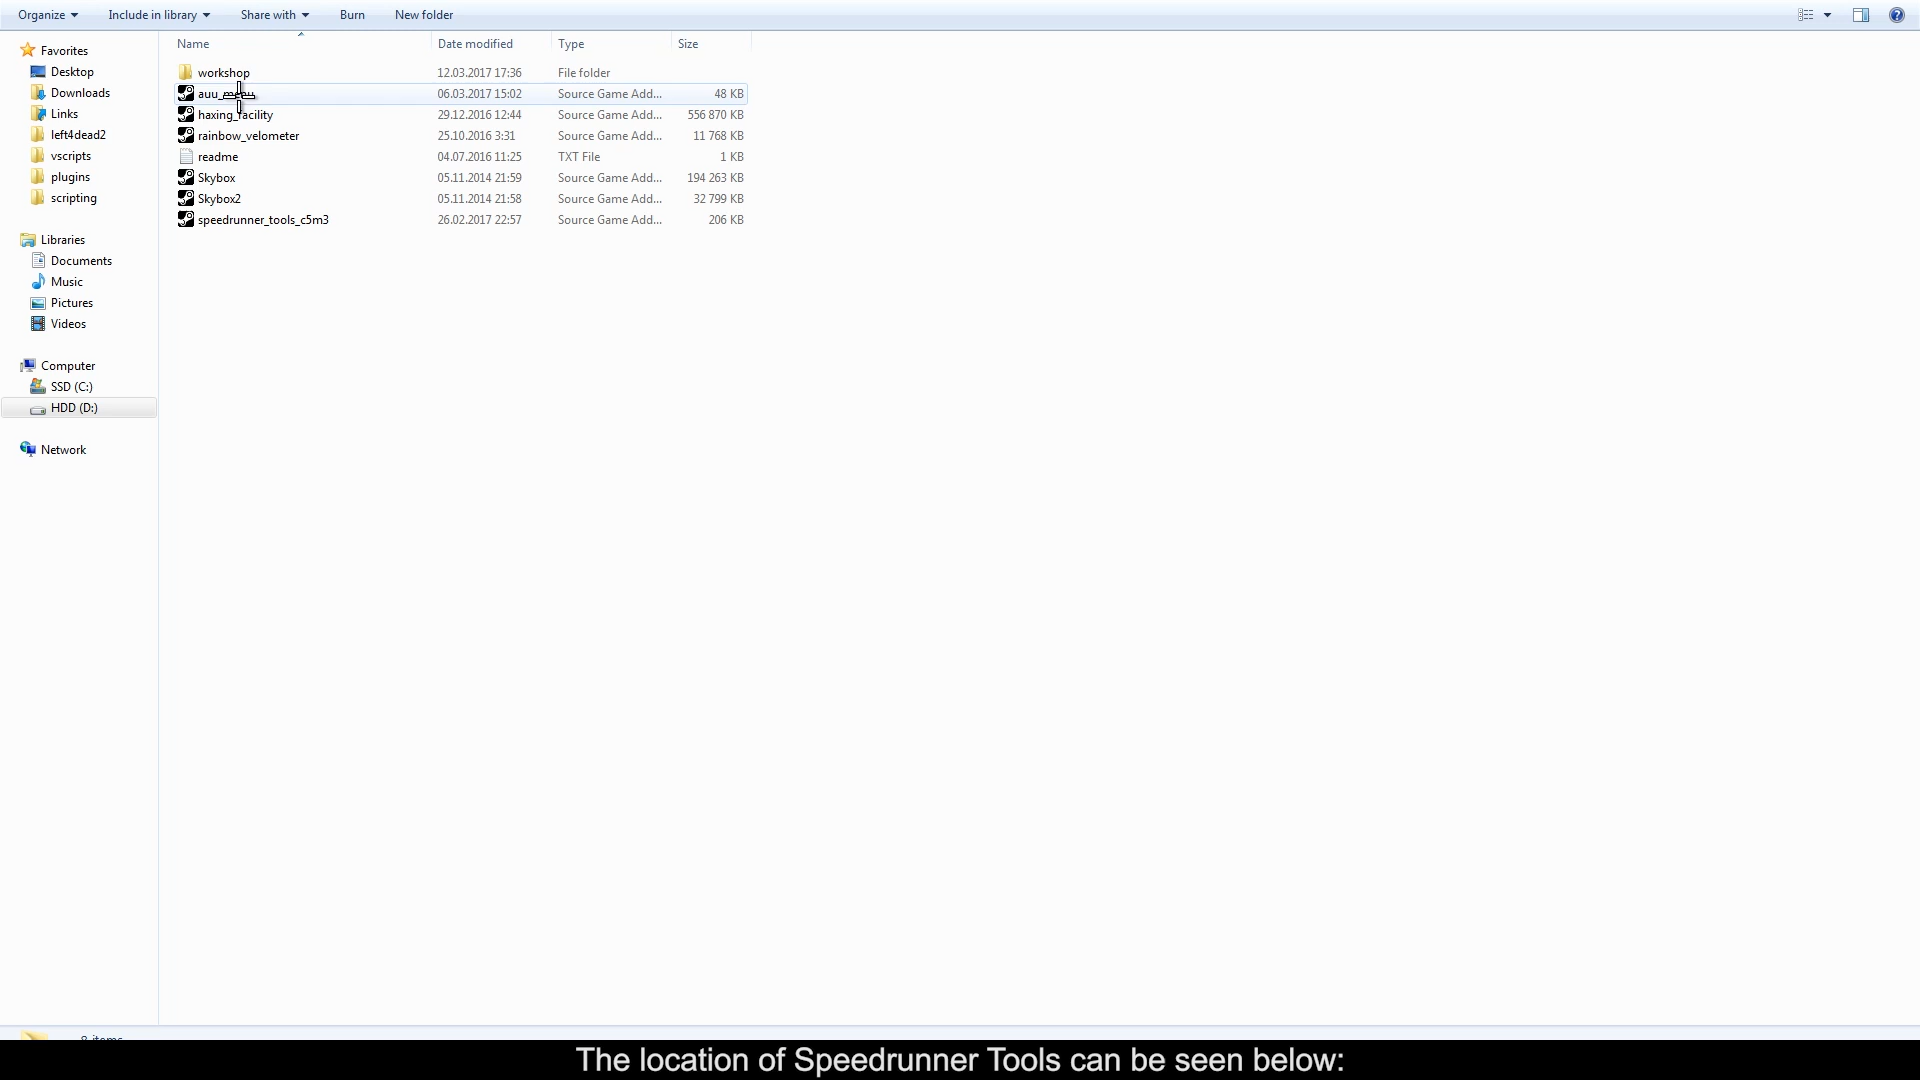 Organize Include in library Share with Burn New folder
Name Date modified Type Size
Favorites
Desktop
Downloads
Links
left4dead2
vscripts
plugins
scripting
Libraries
Documents
Music
Pictures
Videos
Computer
SSD (C:)
HDD (D:)
Network
workshop 12.03.2017 17:36 File folder
auu_menu 06.03.2017 15:02 Source Game Add... 48 KB
haxing_facility 29.12.2016 12:44 Source Game Add... 556 870 KB
rainbow_velometer 25.10.2016 3:31 Source Game Add... 11 768 KB
readme 04.07.2016 11:25 TXT File 1 KB
Skybox 05.11.2014 21:59 Source Game Add... 194 263 KB
Skybox2 05.11.2014 21:58 Source Game Add... 32 799 KB
speedrunner_tools_c5m3 26.02.2017 22:57 Source Game Add... 206 KB
8 items
The location of Speedrunner Tools can be seen below: